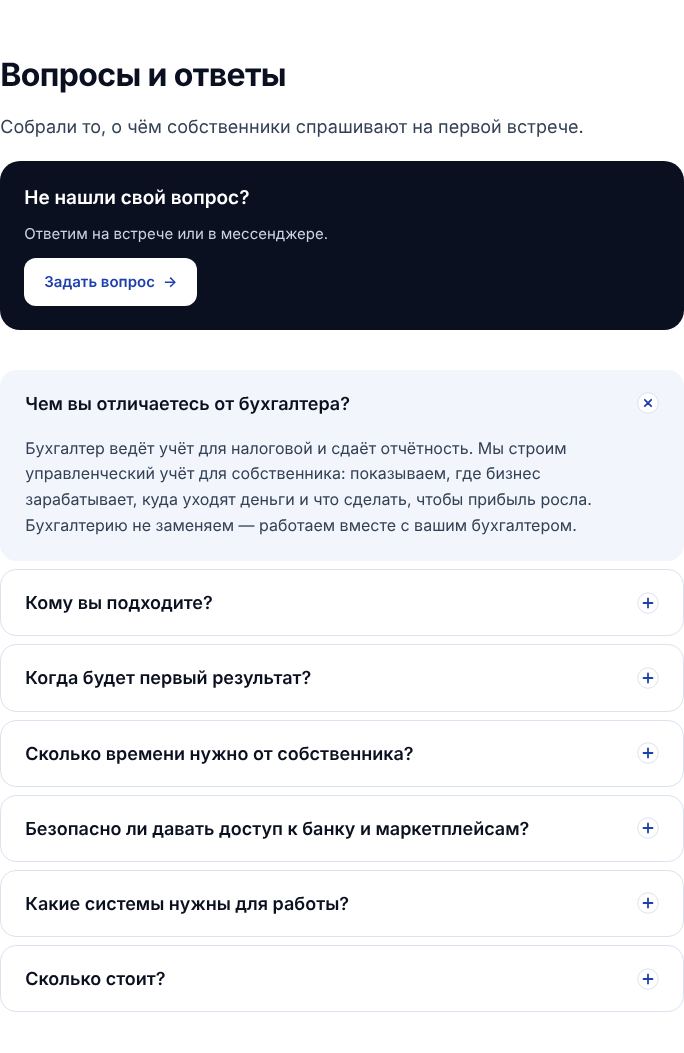 Вопросы и ответы
Собрали то, о чём собственники спрашивают на первой встрече.
Не нашли свой вопрос?
Ответим на встрече или в мессенджере.
Задать вопрос →
Чем вы отличаетесь от бухгалтера?
Бухгалтер ведёт учёт для налоговой и сдаёт отчётность. Мы строим
управленческий учёт для собственника: показываем, где бизнес
зарабатывает, куда уходят деньги и что сделать, чтобы прибыль росла.
Бухгалтерию не заменяем — работаем вместе с вашим бухгалтером.
Кому вы подходите?
Когда будет первый результат?
Сколько времени нужно от собственника?
Безопасно ли давать доступ к банку и маркетплейсам?
Какие системы нужны для работы?
Сколько стоит?